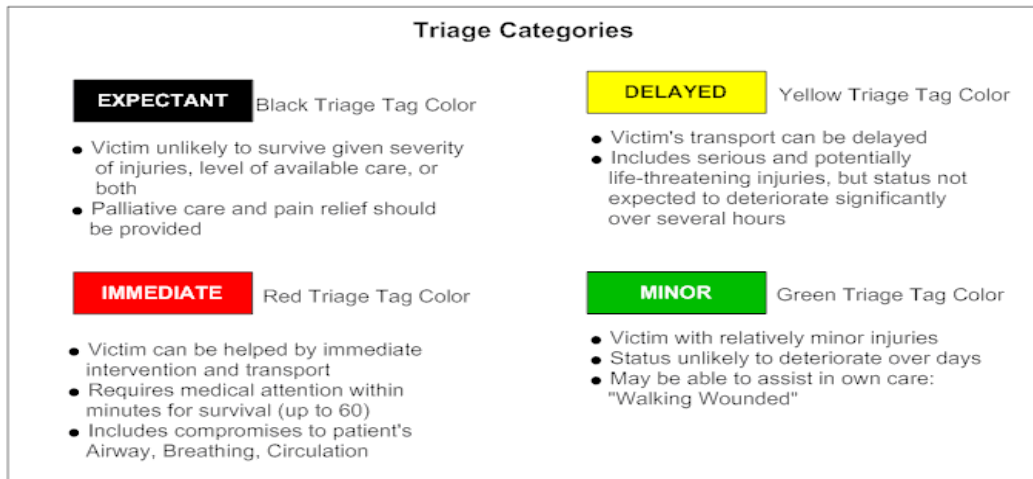 Triage Categories
EXPECTANT Black Triage Tag Color
● Victim unlikely to survive given severity
of injuries, level of available care, or
both
● Palliative care and pain relief should
be provided
DELAYED Yellow Triage Tag Color
● Victim's transport can be delayed
● Includes serious and potentially
life-threatening injuries, but status not
expected to deteriorate significantly
over several hours
IMMEDIATE Red Triage Tag Color
● Victim can be helped by immediate
intervention and transport
● Requires medical attention within
minutes for survival (up to 60)
● Includes compromises to patient's
Airway, Breathing, Circulation
MINOR Green Triage Tag Color
● Victim with relatively minor injuries
● Status unlikely to deteriorate over days
● May be able to assist in own care:
"Walking Wounded"